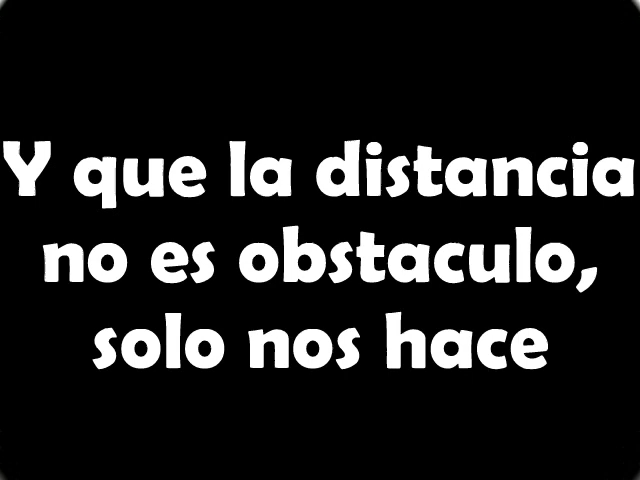 Y que la distancia
no es obstaculo,
solo nos hace